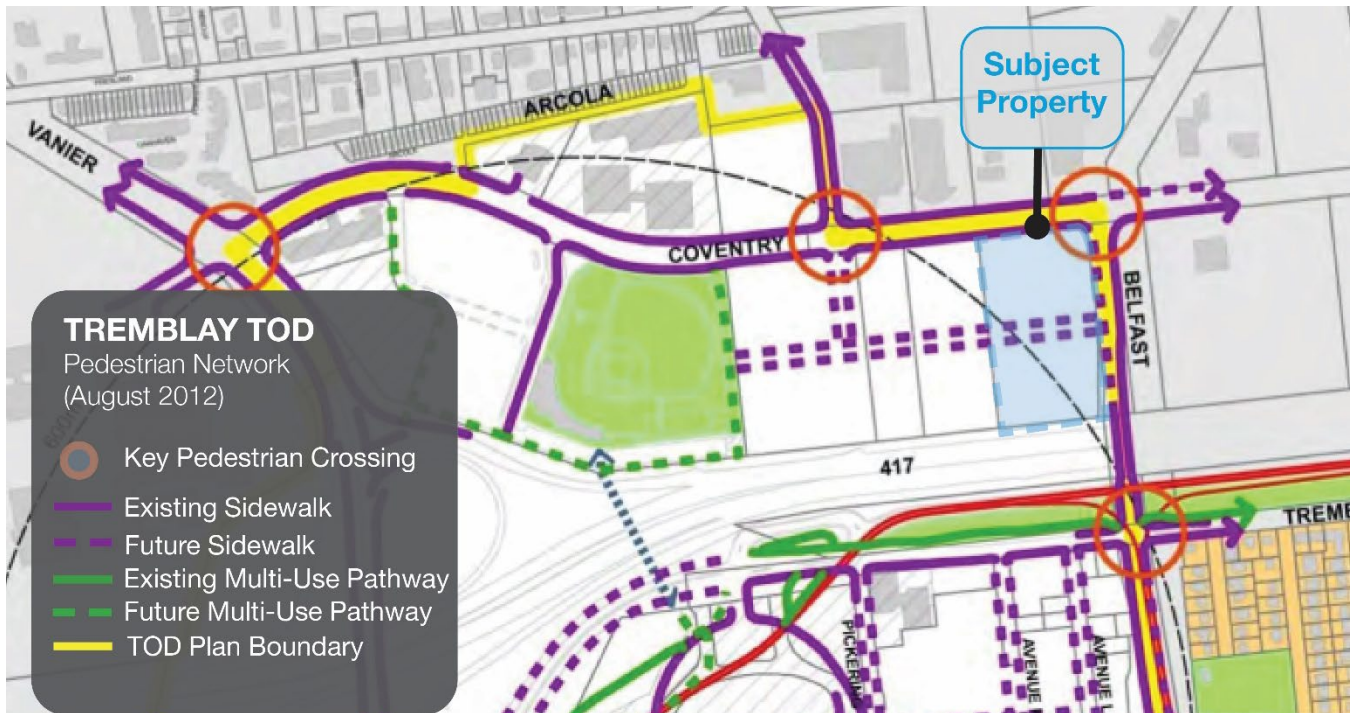 ARCOLA
VANIER
Subject
Property
COVENTRY
BELFAST
417
TREMB
PICKERING
AVENUE
AVENUE L
TREMBLAY TOD
Pedestrian Network
(August 2012)
Key Pedestrian Crossing
Existing Sidewalk
Future Sidewalk
Existing Multi-Use Pathway
Future Multi-Use Pathway
TOD Plan Boundary